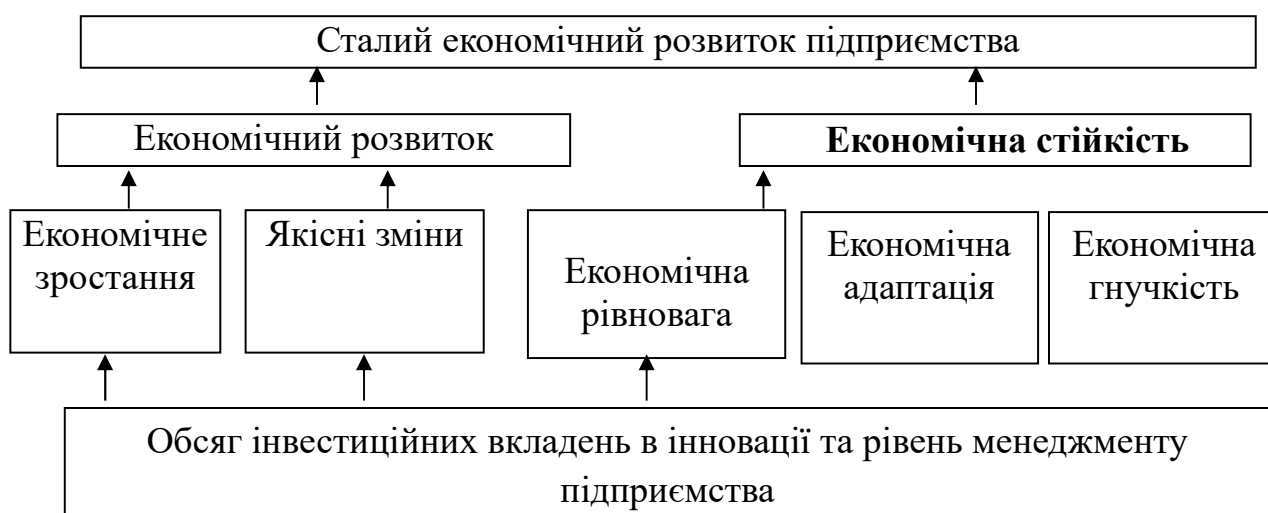 Сталий економічний розвиток підприємства
Економічний розвиток
Економічна стійкість
Економічне
зростання
Якісні зміни
Економічна
рівновага
Економічна
адаптація
Економічна
гнучкість
Обсяг інвестиційних вкладень в інновації та рівень менеджменту
підприємства